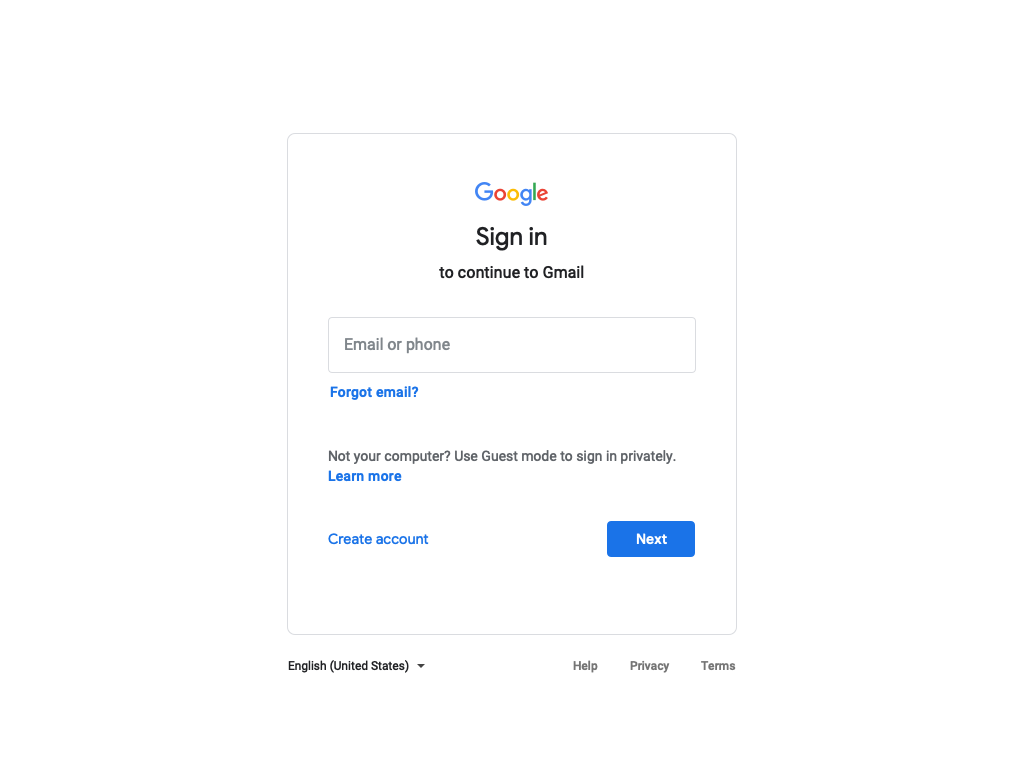 Google
Sign in
to continue to Gmail
Email or phone
Forgot email?
Not your computer? Use Guest mode to sign in privately.
Learn more
Create account
Next
English (United States)
Help
Privacy
Terms